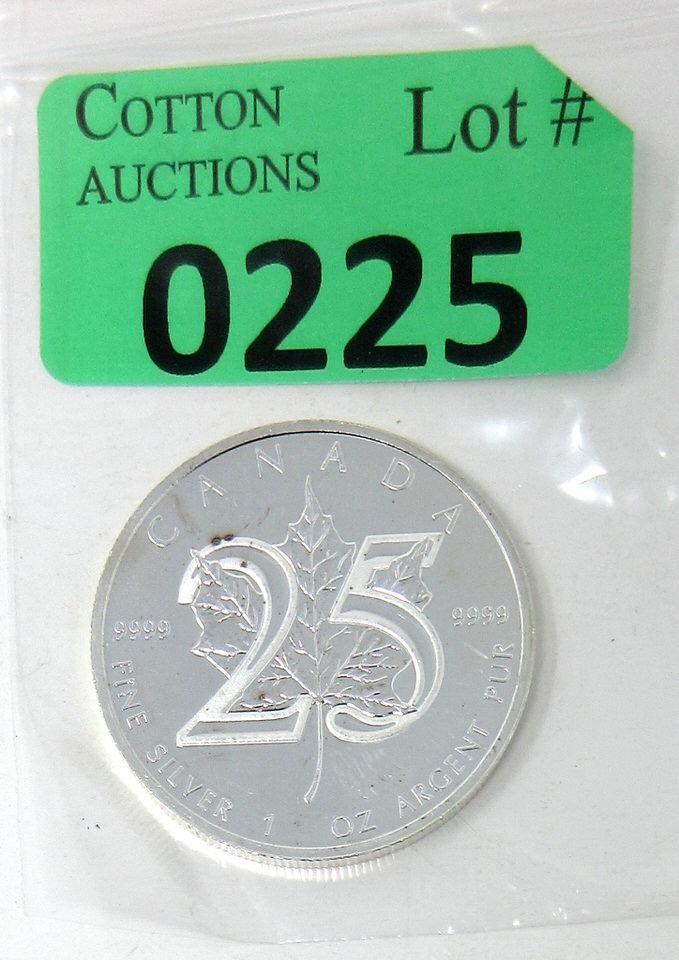 COTTON
AUCTIONS
Lot #
0225
CANADA
25
9999
9999
FINE SILVER 1 OZ ARGENT PUR